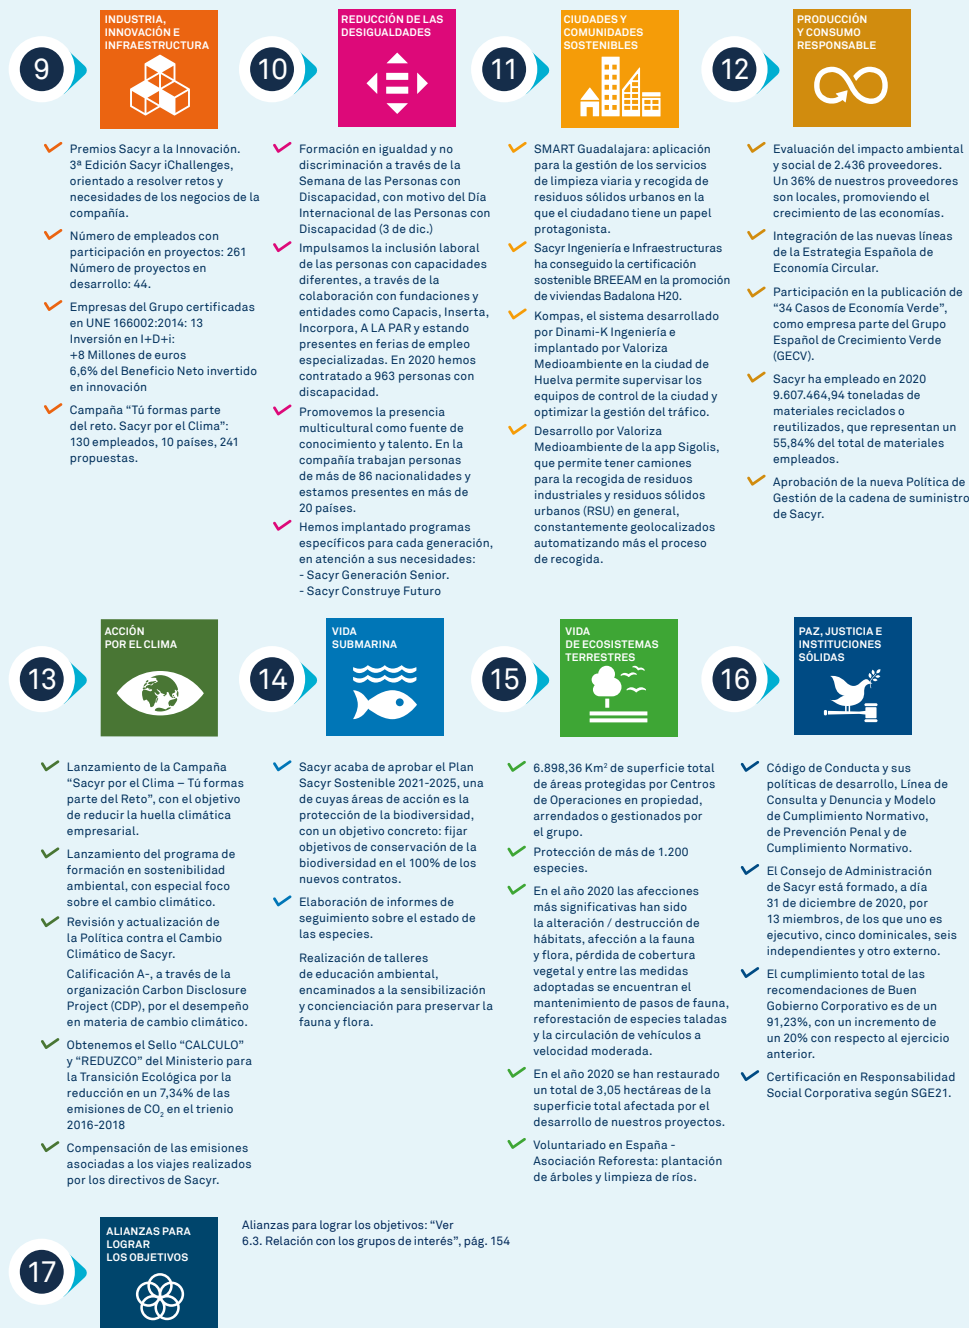 9
INDUSTRIA,
INNOVACIÓN E
INFRAESTRUCTURA
Premios Sacyr a la Innovación.
3ª Edición Sacyr iChallenges,
orientado a resolver retos y
necesidades de los negocios de la
compañía.
Número de empleados con
participación en proyectos: 261
Número de proyectos en
desarrollo: 44.
Empresas del Grupo certificadas
en UNE 166002:2014: 13
Inversión en I+D+i:
+8 Millones de euros
6,6% del Beneficio Neto invertido
en innovación
Campaña “Tú formas parte
del reto. Sacyr por el Clima”:
130 empleados, 10 países, 241
propuestas.
10
REDUCCIÓN DE LAS
DESIGUALDADES
Formación en igualdad y no
discriminación a través de la
Semana de las Personas con
Discapacidad, con motivo del Día
Internacional de las Personas con
Discapacidad (3 de dic.)
Impulsamos la inclusión laboral
de las personas con capacidades
diferentes, a través de la
colaboración con fundaciones y
entidades como Capacis, Inserta,
Incorpora, A LA PAR y estando
presentes en ferias de empleo
especializadas. En 2020 hemos
contratado a 963 personas con
discapacidad.
Promovemos la presencia
multicultural como fuente de
conocimiento y talento. En la
compañía trabajan personas
de más de 86 nacionalidades y
estamos presentes en más de
20 países.
Hemos implantado programas
específicos para cada generación,
en atención a sus necesidades:
- Sacyr Generación Senior.
- Sacyr Construye Futuro
11
CIUDADES Y
COMUNIDADES
SOSTENIBLES
SMART Guadalajara: aplicación
para la gestión de los servicios
de limpieza viaria y recogida de
residuos sólidos urbanos en la
que el ciudadano tiene un papel
protagonista.
Sacyr Ingeniería e Infraestructuras
ha conseguido la certificación
sostenible BREEAM en la promoción
de viviendas Badalona H20.
Kompas, el sistema desarrollado
por Dinami-K Ingeniería e
implantado por Valoriza
Medioambiente en la ciudad de
Huelva permite supervisar los
equipos de control de la ciudad y
optimizar la gestión del tráfico.
Desarrollo por Valoriza
Medioambiente de la app Sigolis,
que permite tener camiones
para la recogida de residuos
industriales y residuos sólidos
urbanos (RSU) en general,
constantemente geolocalizados
automatizando más el proceso
de recogida.
12
PRODUCCIÓN
Y CONSUMO
RESPONSABLE
Evaluación del impacto ambiental
y social de 2.436 proveedores.
Un 36% de nuestros proveedores
son locales, promoviendo el
crecimiento de las economías.
Integración de las nuevas líneas
de la Estrategia Española de
Economía Circular.
Participación en la publicación de
“34 Casos de Economía Verde”,
como empresa parte del Grupo
Español de Crecimiento Verde
(GECV).
Sacyr ha empleado en 2020
9.607.464,94 toneladas de
materiales reciclados o
reutilizados, que representan un
55,84% del total de materiales
empleados.
Aprobación de la nueva Política de
Gestión de la cadena de suministro
de Sacyr.
13
ACCIÓN
POR EL CLIMA
Lanzamiento de la Campaña
“Sacyr por el Clima – Tú formas
parte del Reto”, con el objetivo
de reducir la huella climática
empresarial.
Lanzamiento del programa de
formación en sostenibilidad
ambiental, con especial foco
sobre el cambio climático.
Revisión y actualización de
la Política contra el Cambio
Climático de Sacyr.
Calificación A-, a través de la
organización Carbon Disclosure
Project (CDP), por el desempeño
en materia de cambio climático.
Obtenemos el Sello “CALCULO”
y “REDUZCO” del Ministerio para
la Transición Ecológica por la
reducción en un 7,34% de las
emisiones de CO₂ en el trienio
2016-2018
Compensación de las emisiones
asociadas a los viajes realizados
por los directivos de Sacyr.
14
VIDA
SUBMARINA
Sacyr acaba de aprobar el Plan
Sacyr Sostenible 2021-2025, una
de cuyas áreas de acción es la
protección de la biodiversidad,
con un objetivo concreto: fijar
objetivos de conservación de la
biodiversidad en el 100% de los
nuevos contratos.
Elaboración de informes de
seguimiento sobre el estado de
las especies.
Realización de talleres
de educación ambiental,
encaminados a la sensibilización
y concienciación para preservar la
fauna y flora.
15
VIDA
DE ECOSISTEMAS
TERRESTRES
6.898,36 Km² de superficie total
de áreas protegidas por Centros
de Operaciones en propiedad,
arrendados o gestionados por
el grupo.
Protección de más de 1.200
especies.
En el año 2020 las afecciones
más significativas han sido
la alteración / destrucción de
hábitats, afección a la fauna
y flora, pérdida de cobertura
vegetal y entre las medidas
adoptadas se encuentran el
mantenimiento de pasos de fauna,
reforestación de especies taladas
y la circulación de vehículos a
velocidad moderada.
En el año 2020 se han restaurado
un total de 3,05 hectáreas de la
superficie total afectada por el
desarrollo de nuestros proyectos.
Voluntariado en España -
Asociación Reforesta: plantación
de árboles y limpieza de ríos.
16
PAZ, JUSTICIA E
INSTITUCIONES
SÓLIDAS
Código de Conducta y sus
políticas de desarrollo, Línea de
Consulta y Denuncia y Modelo
de Cumplimiento Normativo,
de Prevención Penal y de
Cumplimiento Normativo.
El Consejo de Administración
de Sacyr está formado, a día
31 de diciembre de 2020, por
13 miembros, de los que uno es
ejecutivo, cinco dominicales, seis
independientes y otro externo.
El cumplimiento total de las
recomendaciones de Buen
Gobierno Corporativo es de un
91,23%, con un incremento de
un 20% con respecto al ejercicio
anterior.
Certificación en Responsabilidad
Social Corporativa según SGE21.
17
ALIANZAS PARA
LOGRAR
LOS OBJETIVOS
Alianzas para lograr los objetivos: “Ver
6.3. Relación con los grupos de interés”, pág. 154